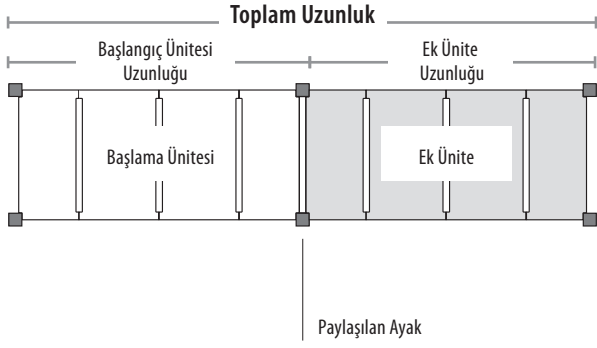 Toplam Uzunluk
Başlangıç Ünitesi
Uzunluğu
Ek Ünite
Uzunluğu
Başlama Ünitesi
Ek Ünite
Paylaşılan Ayak